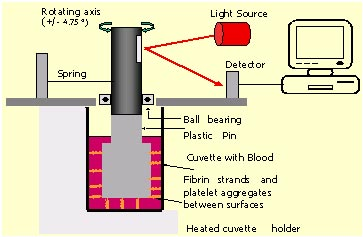 Rotating axis
(+/- 4.75°)
Light Source
Detector
Spring
Ball bearing
Plastic Pin
Cuvette with Blood
Fibrin strands and
platelet aggregates
between surfaces
Heated cuvette holder